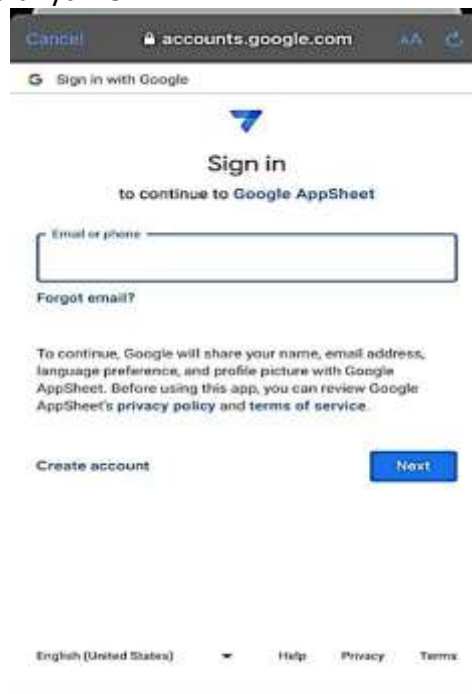 Cancel accounts.google.com AA
G Sign in with Google
Sign in
to continue to Google AppSheet
Email or phone
Forgot email?
To continue, Google will share your name, email address,
language preference, and profile picture with Google
AppSheet. Before using this app, you can review Google
AppSheet's privacy policy and terms of service.
Create account Next
English (United States) Help Privacy Terms